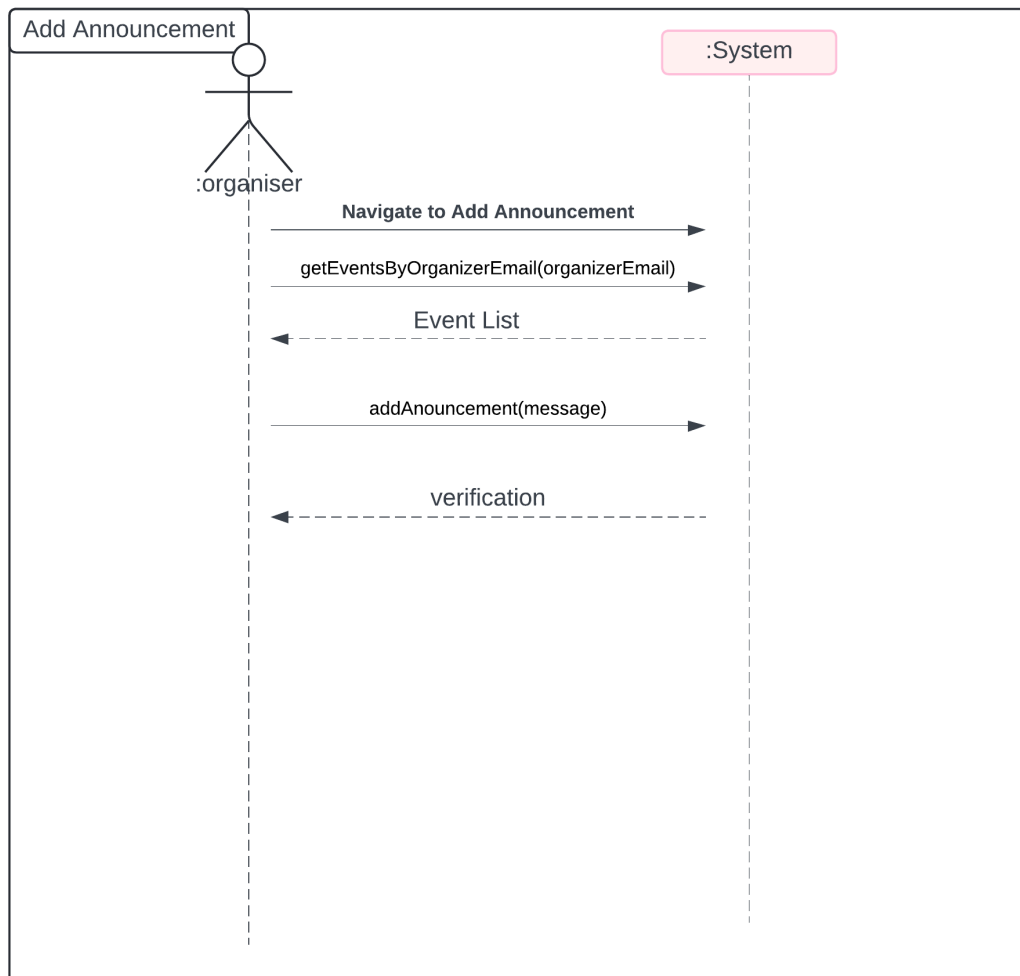 Add Announcement
:System
:organiser
Navigate to Add Announcement
getEventsByOrganizerEmail(organizerEmail)
Event List
addAnouncement(message)
verification